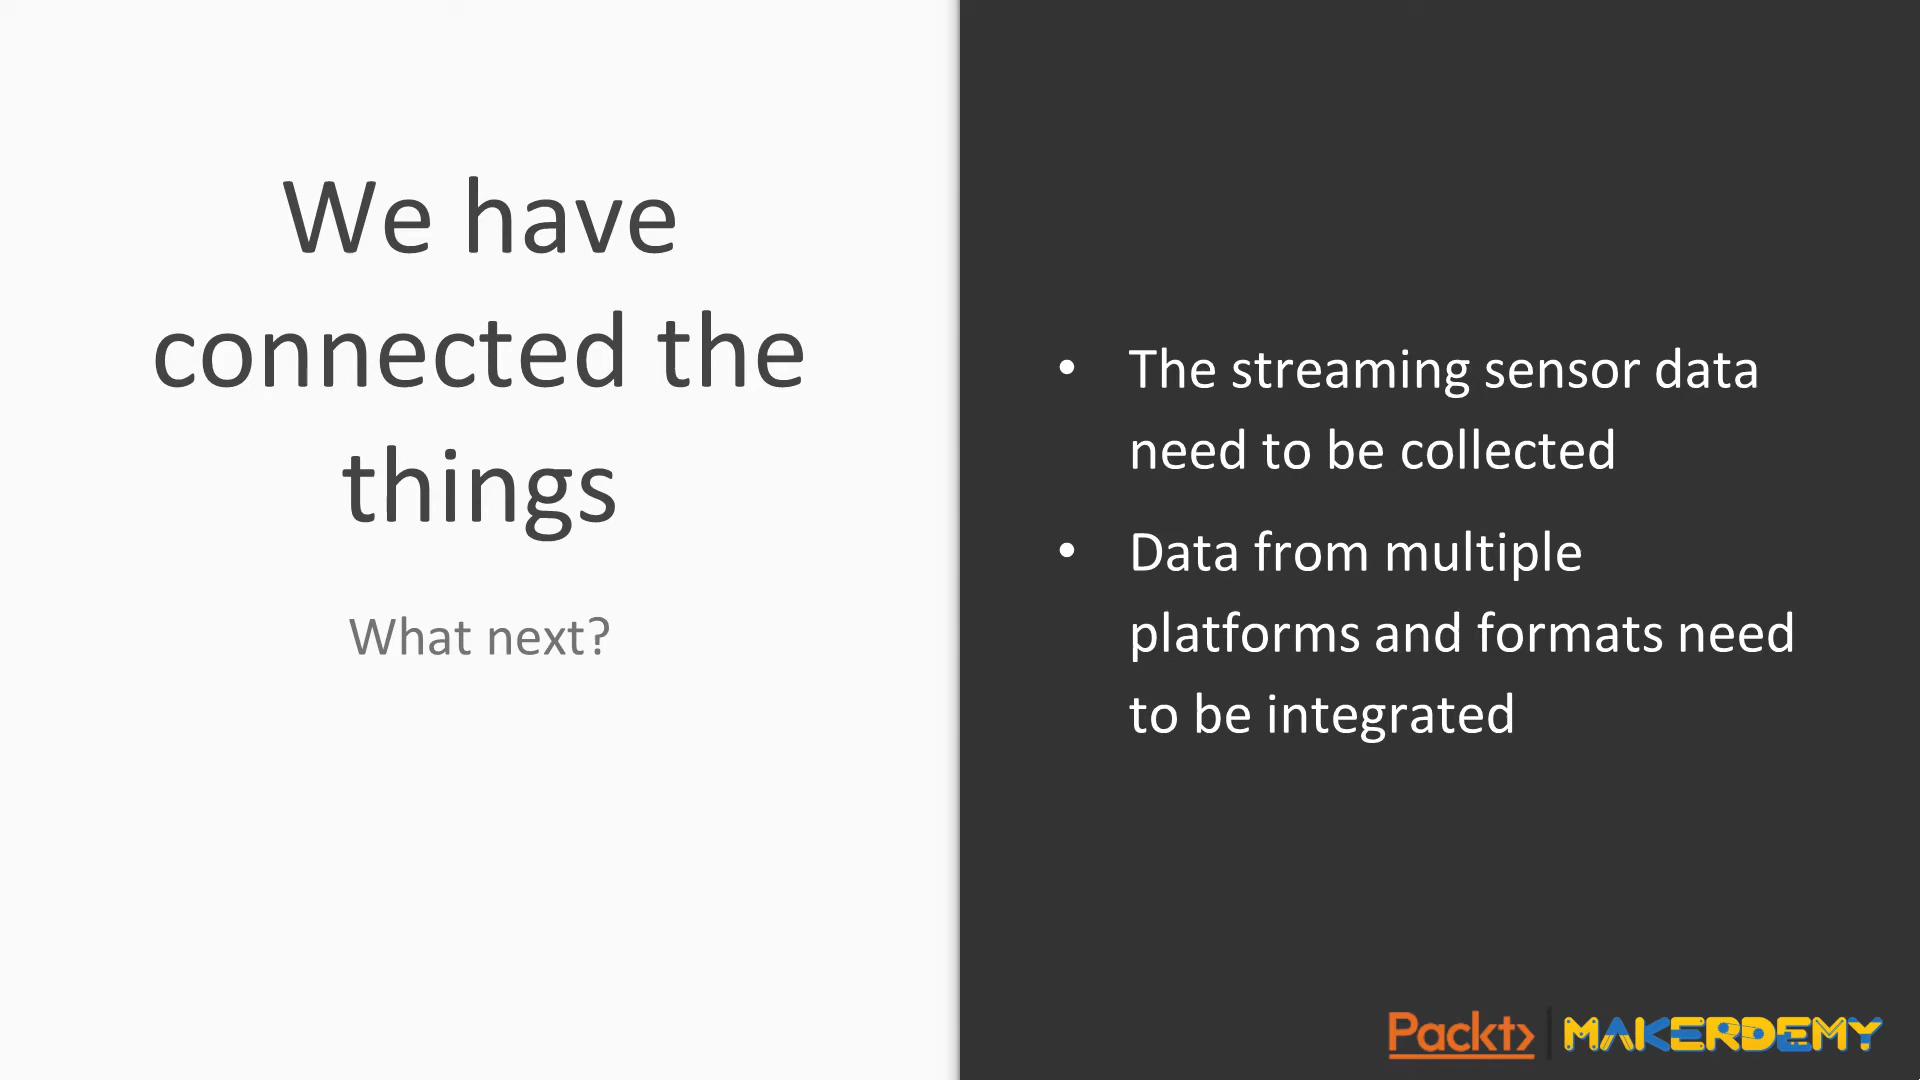 We have
connected the
things
What next?
• The streaming sensor data
need to be collected
• Data from multiple
platforms and formats need
to be integrated
Packt>
MAKERDEMY